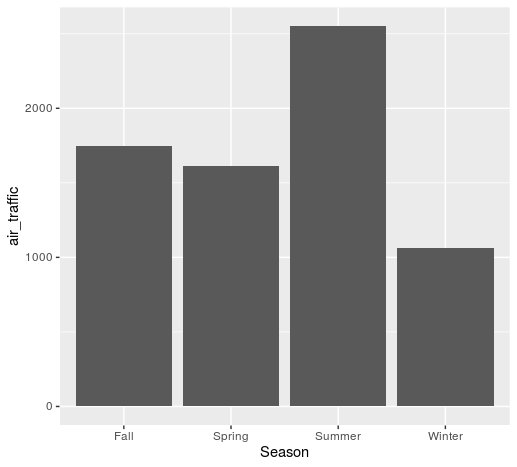 air_traffic
2000
1000
0
Fall Spring Summer Winter
Season